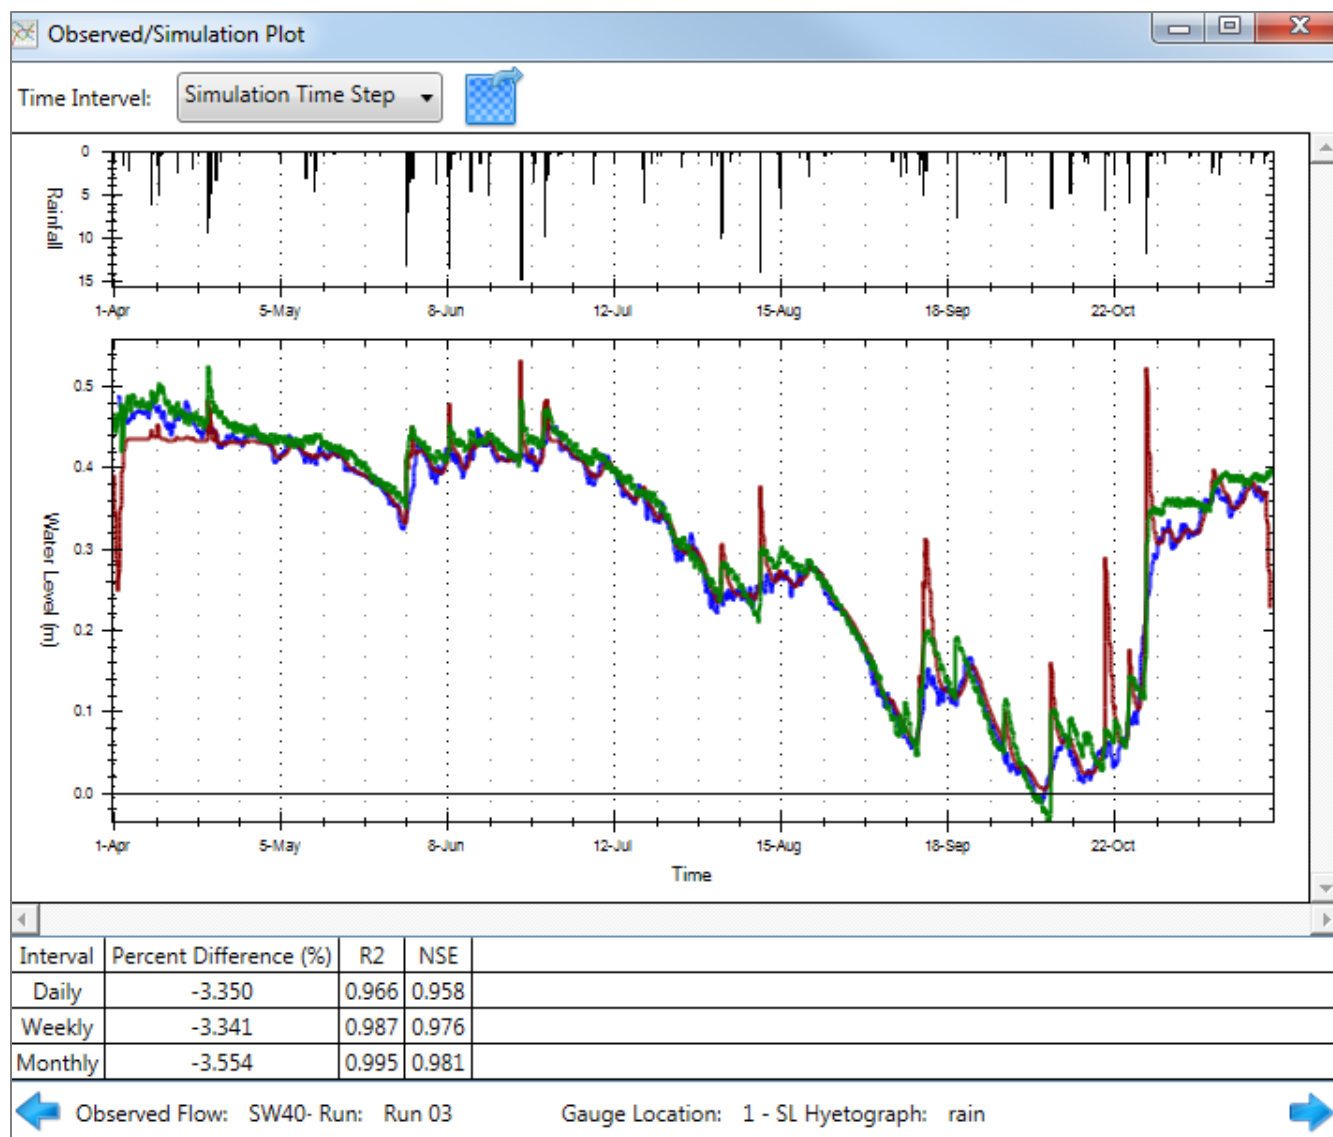 Observed/Simulation Plot
Time Intervel: Simulation Time Step
0
5
10
15
Rainfall
1-Apr 5-May 8-Jun 12-Jul 15-Aug 18-Sep 22-Oct
0.5
0.4
0.3
0.2
0.1
0.0
Water Level (m)
1-Apr 5-May 8-Jun 12-Jul 15-Aug 18-Sep 22-Oct
Time
Interval Percent Difference (%) R2 NSE
Daily -3.350 0.966 0.958
Weekly -3.341 0.987 0.976
Monthly -3.554 0.995 0.981
Observed Flow: SW40- Run: Run 03 Gauge Location: 1 - SL Hyetograph: rain